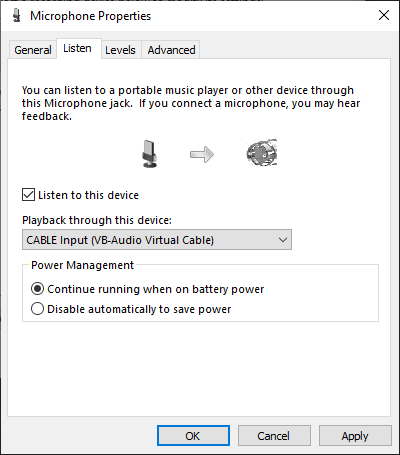 Microphone Properties
General Listen Levels Advanced
You can listen to a portable music player or other device through
this Microphone jack.  If you connect a microphone, you may hear
feedback.
Listen to this device
Playback through this device:
CABLE Input (VB-Audio Virtual Cable)
Power Management
Continue running when on battery power
Disable automatically to save power
OK Cancel Apply